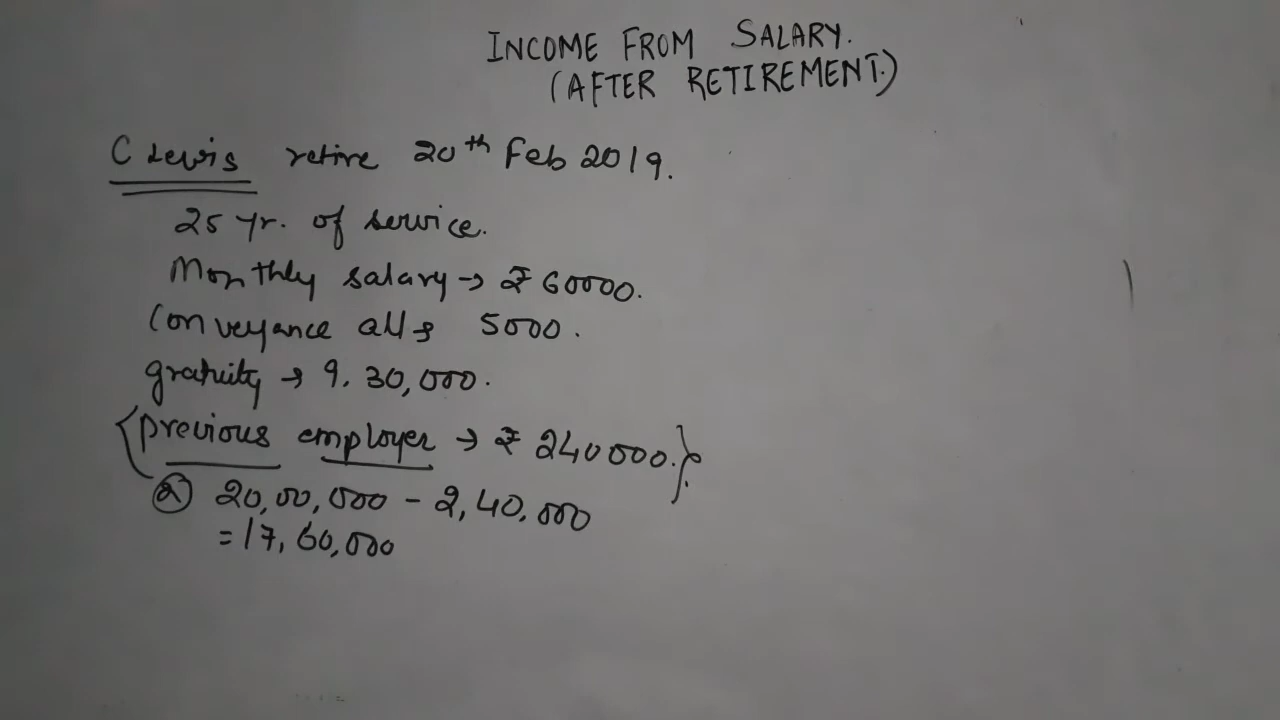 INCOME FROM SALARY.
(AFTER RETIREMENT.)
C Lewis retire 20th Feb 2019.
25 yr. of service.
Monthly salary → ₹ 60000.
Conveyance all → 5000.
gratuity → 9,30,000.
{previous employer → ₹ 240000.}
(2) 20,00,000 - 2,40,000
= 17,60,000